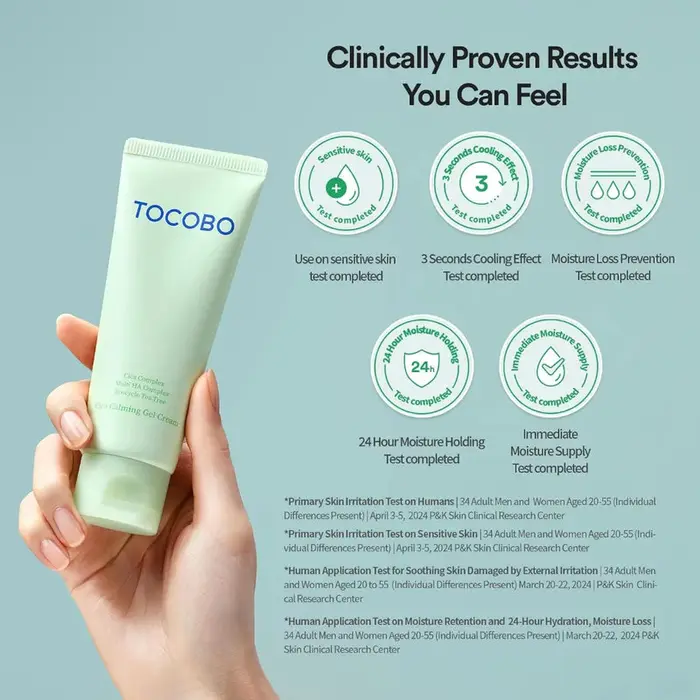 Clinically Proven Results
You Can Feel
Sensitive skin
Test completed
3 Seconds Cooling Effect
3
Test completed
Moisture Loss Prevention
Test completed
Use on sensitive skin
test completed
3 Seconds Cooling Effect
Test completed
Moisture Loss Prevention
Test completed
TOCOBO
Cica Complex
Multi HA Complex
Jeju Tea Tree
Cica Calming Gel Cream
24 Hour Moisture Holding
24h
Test completed
Immediate Moisture Supply
Test completed
24 Hour Moisture Holding
Test completed
Immediate
Moisture Supply
Test completed
*Primary Skin Irritation Test on Humans | 34 Adult Men and Women Aged 20-55 (Individual
Differences Present) | April 3-5, 2024 P&K Skin Clinical Research Center
*Primary Skin Irritation Test on Sensitive Skin | 34 Adult Men and Women Aged 20-55 (Indi-
vidual Differences Present) | April 3-5, 2024 P&K Skin Clinical Research Center
*Human Application Test for Soothing Skin Damaged by External Irritation | 34 Adult Men
and Women Aged 20 to 55 (Individual Differences Present) March 20-22, 2024 | P&K Skin Clini-
cal Research Center
*Human Application Test on Moisture Retention and 24-Hour Hydration, Moisture Loss |
34 Adult Men and Women Aged 20-55 (Individual Differences Present) | March 20-22, 2024 P&K
Skin Clinical Research Center